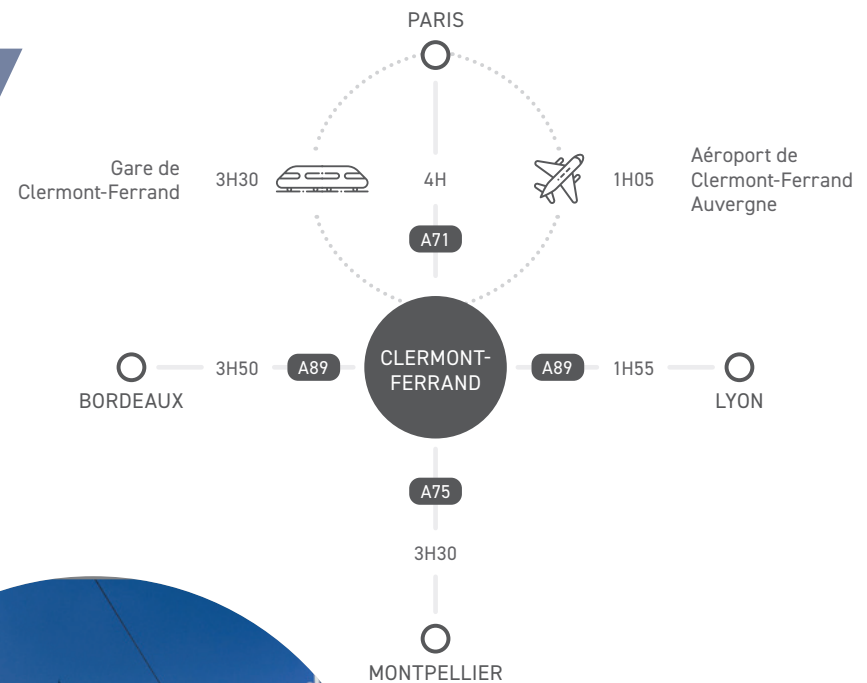 PARIS
Gare de
Clermont-Ferrand
3H30
4H
1H05
Aéroport de
Clermont-Ferrand
Auvergne
A71
BORDEAUX
3H50
A89
CLERMONT-
FERRAND
A89
1H55
LYON
A75
3H30
MONTPELLIER